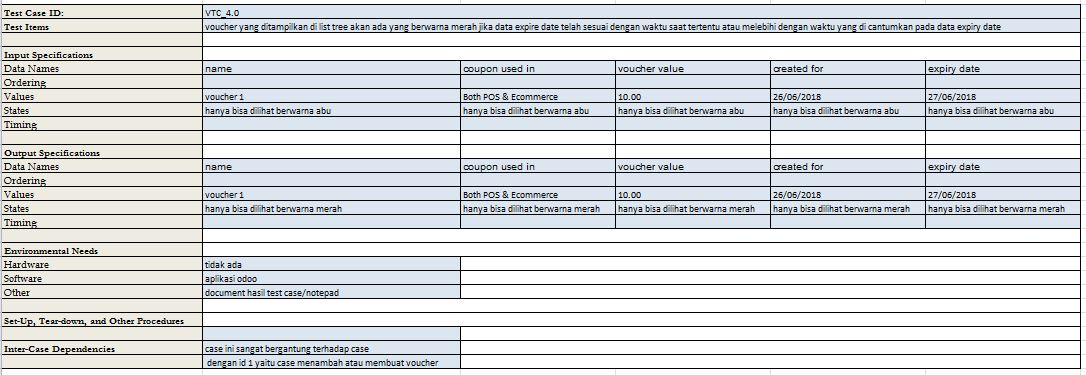 Test Case ID: VTC_4.0
Test Items voucher yang ditampilkan di list tree akan ada yang berwarna merah jika data expire date telah sesuai dengan waktu saat tertentu atau melebihi dengan waktu yang di cantumkan pada data expiry date
Input Specifications
Data Names name coupon used in voucher value created for expiry date
Ordering
Values voucher 1 Both POS & Ecommerce 10.00 26/06/2018 27/06/2018
States hanya bisa dilihat berwarna abu hanya bisa dilihat berwarna abu hanya bisa dilihat berwarna abu hanya bisa dilihat berwarna abu hanya bisa dilihat berwarna abu
Timing
Output Specifications
Data Names name coupon used in voucher value created for expiry date
Ordering
Values voucher 1 Both POS & Ecommerce 10.00 26/06/2018 27/06/2018
States hanya bisa dilihat berwarna merah hanya bisa dilihat berwarna merah hanya bisa dilihat berwarna merah hanya bisa dilihat berwarna merah hanya bisa dilihat berwarna merah
Timing
Environmental Needs
Hardware tidak ada
Software aplikasi odoo
Other document hasil test case/notepad
Set-Up, Tear-down, and Other Procedures
Inter-Case Dependencies case ini sangat bergantung terhadap case
dengan id 1 yaitu case menambah atau membuat voucher